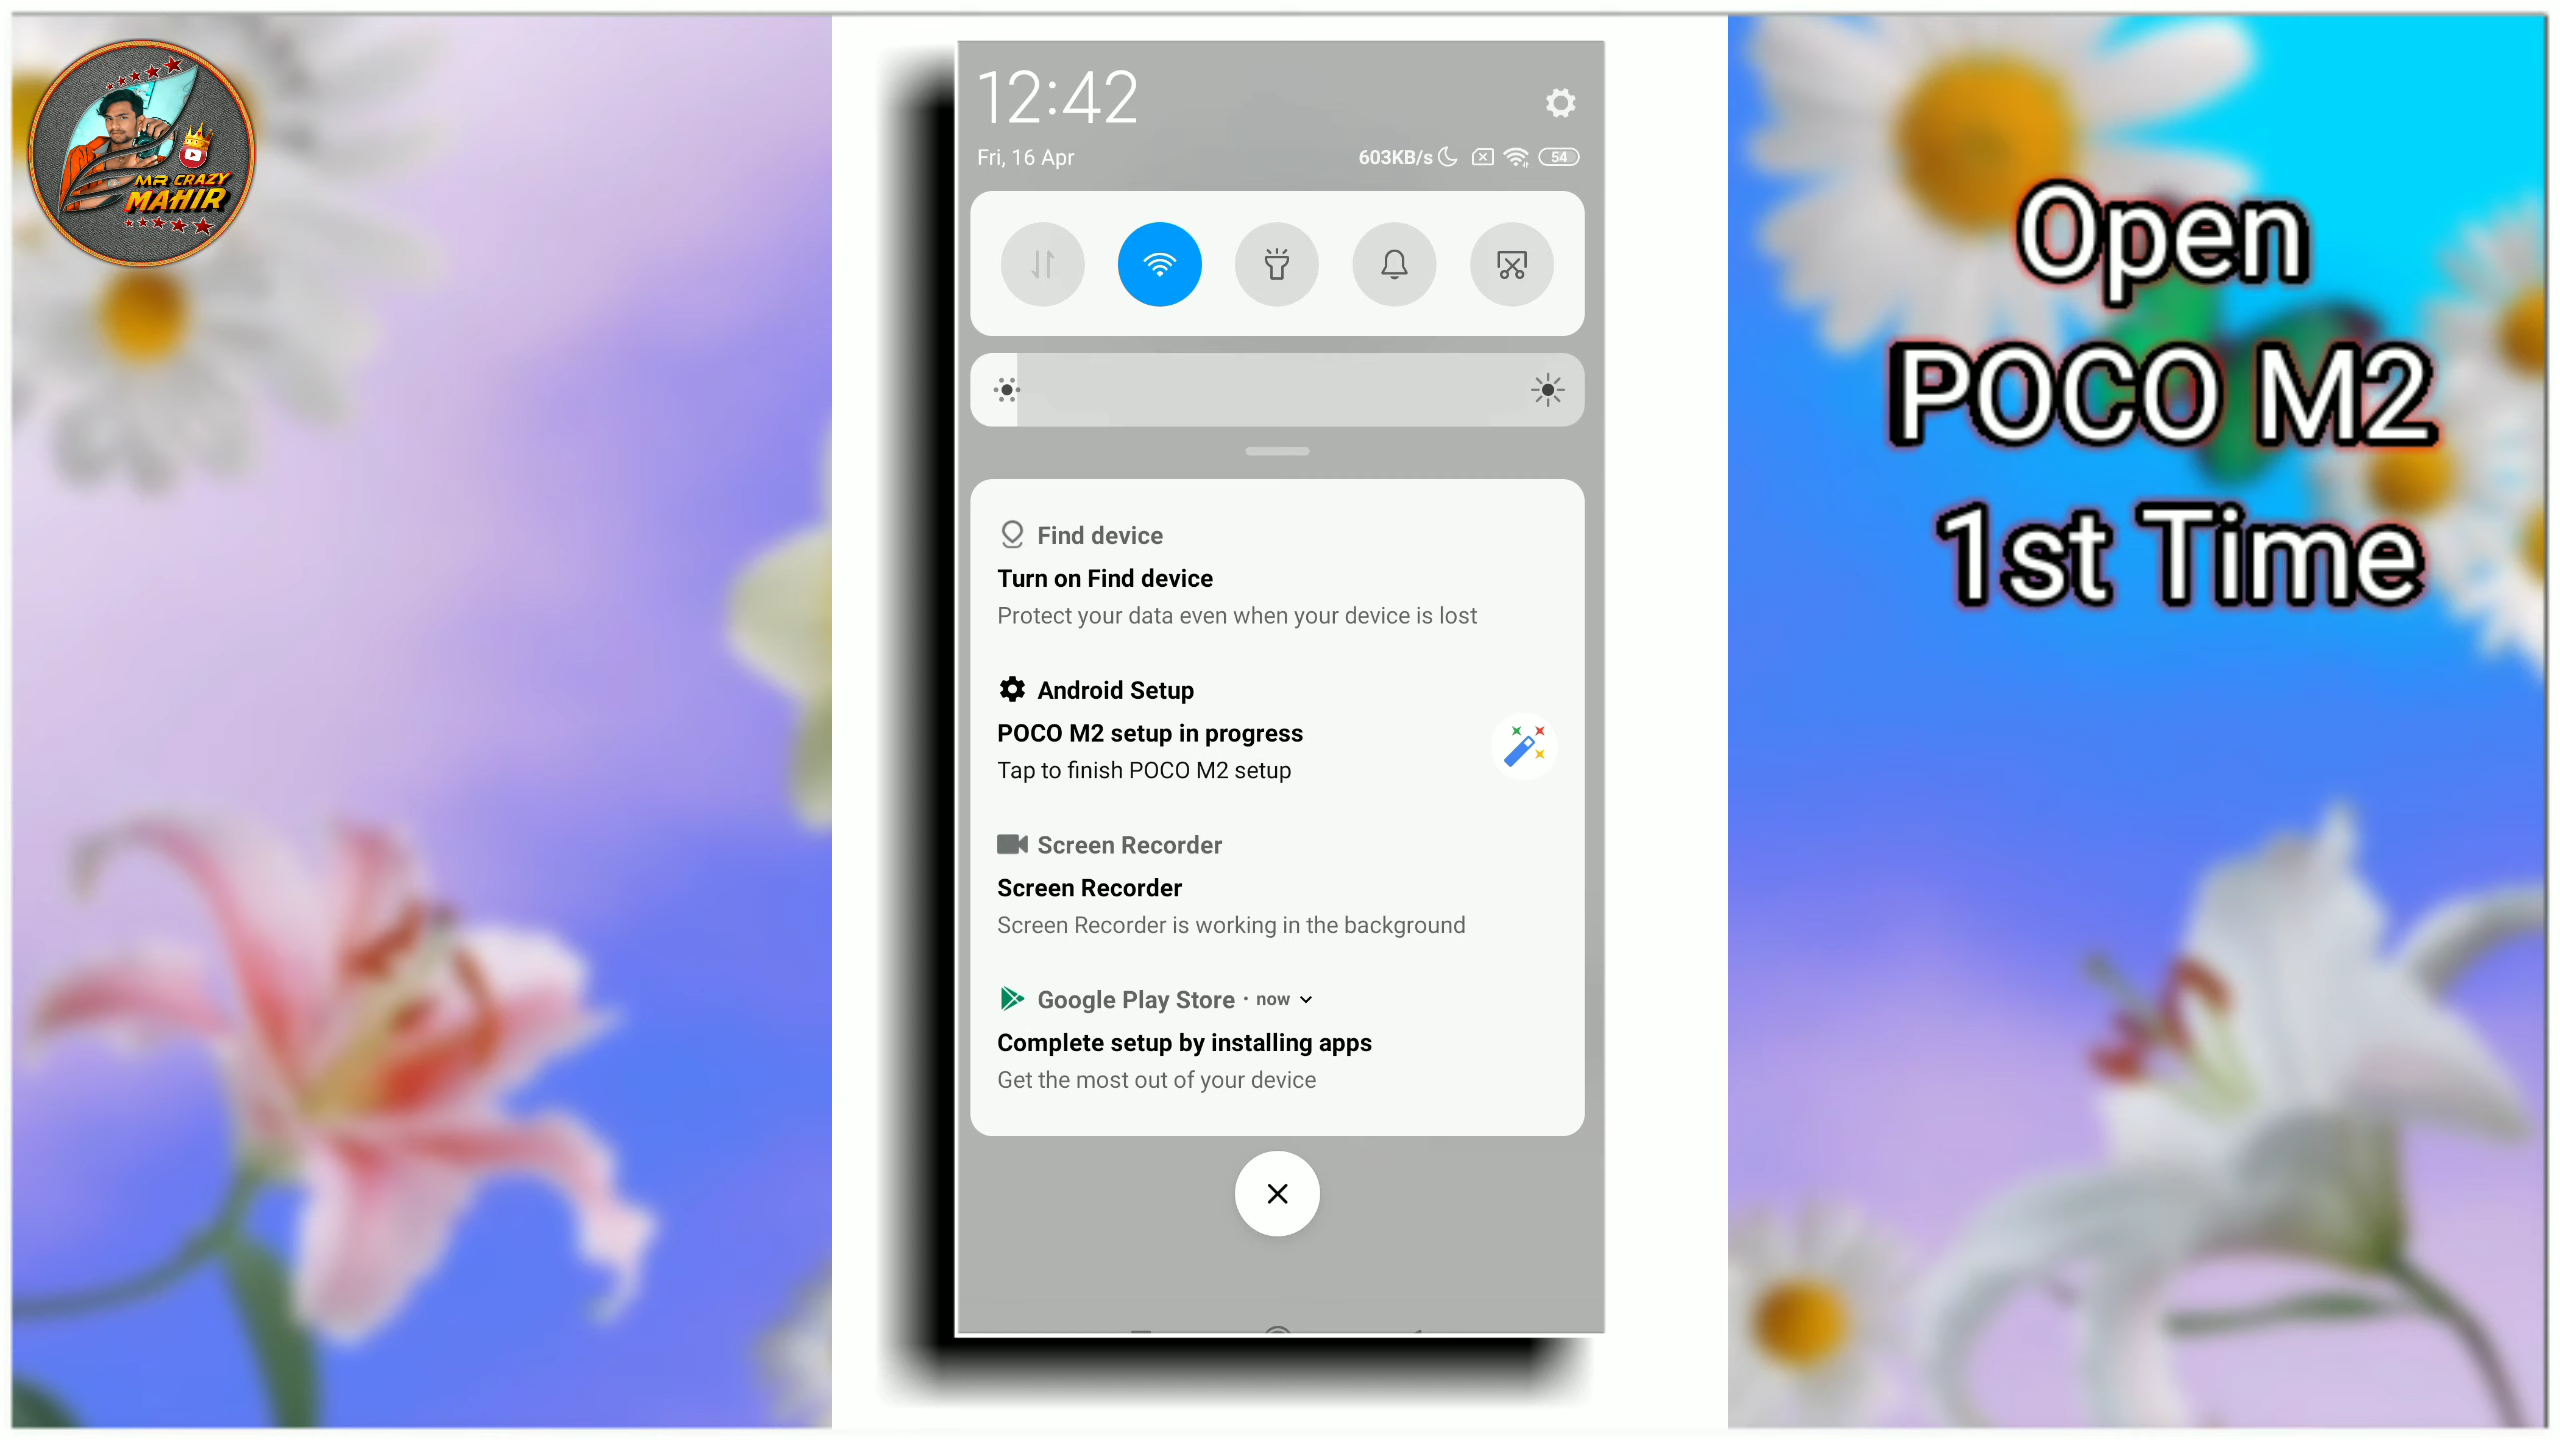 MR CRAZY
MAHIR
12:42
Fri, 16 Apr
603KB/s
54
Find device
Turn on Find device
Protect your data even when your device is lost
Android Setup
POCO M2 setup in progress
Tap to finish POCO M2 setup
Screen Recorder
Screen Recorder
Screen Recorder is working in the background
Google Play Store · now
Complete setup by installing apps
Get the most out of your device
Open
POCO M2
1st Time